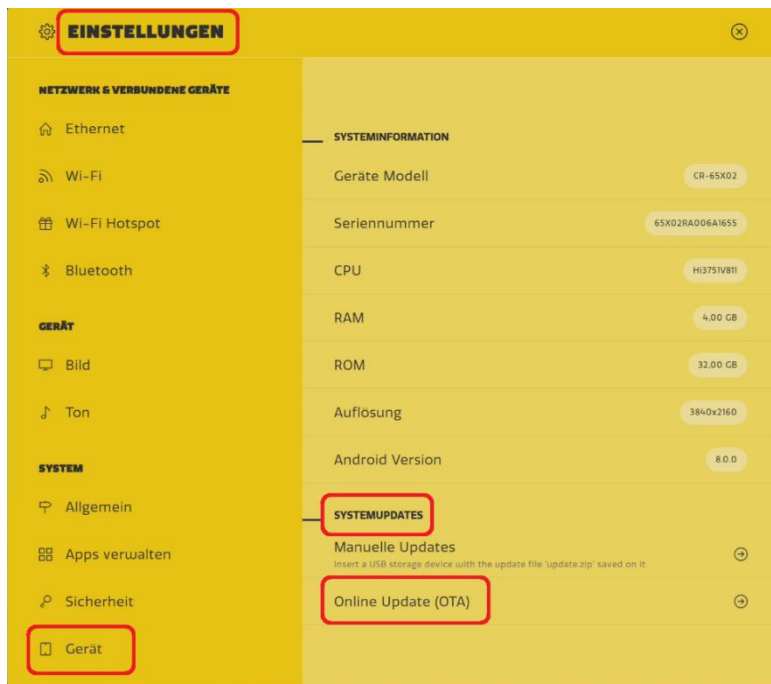 EINSTELLUNGEN
NETZWERK & VERBUNDENE GERÄTE
Ethernet
Wi-Fi
Wi-Fi Hotspot
Bluetooth
GERÄT
Bild
Ton
SYSTEM
Allgemein
Apps verwalten
Sicherheit
Gerät
SYSTEMINFORMATION
Geräte Modell CR-65X02
Seriennummer 65X02RA006A1655
CPU Hi3751V811
RAM 4,00 GB
ROM 32,00 GB
Auflösung 3840x2160
Android Version 8.0.0
SYSTEMUPDATES
Manuelle Updates
Insert a USB storage device with the update file 'update.zip' saved on it
Online Update (OTA)